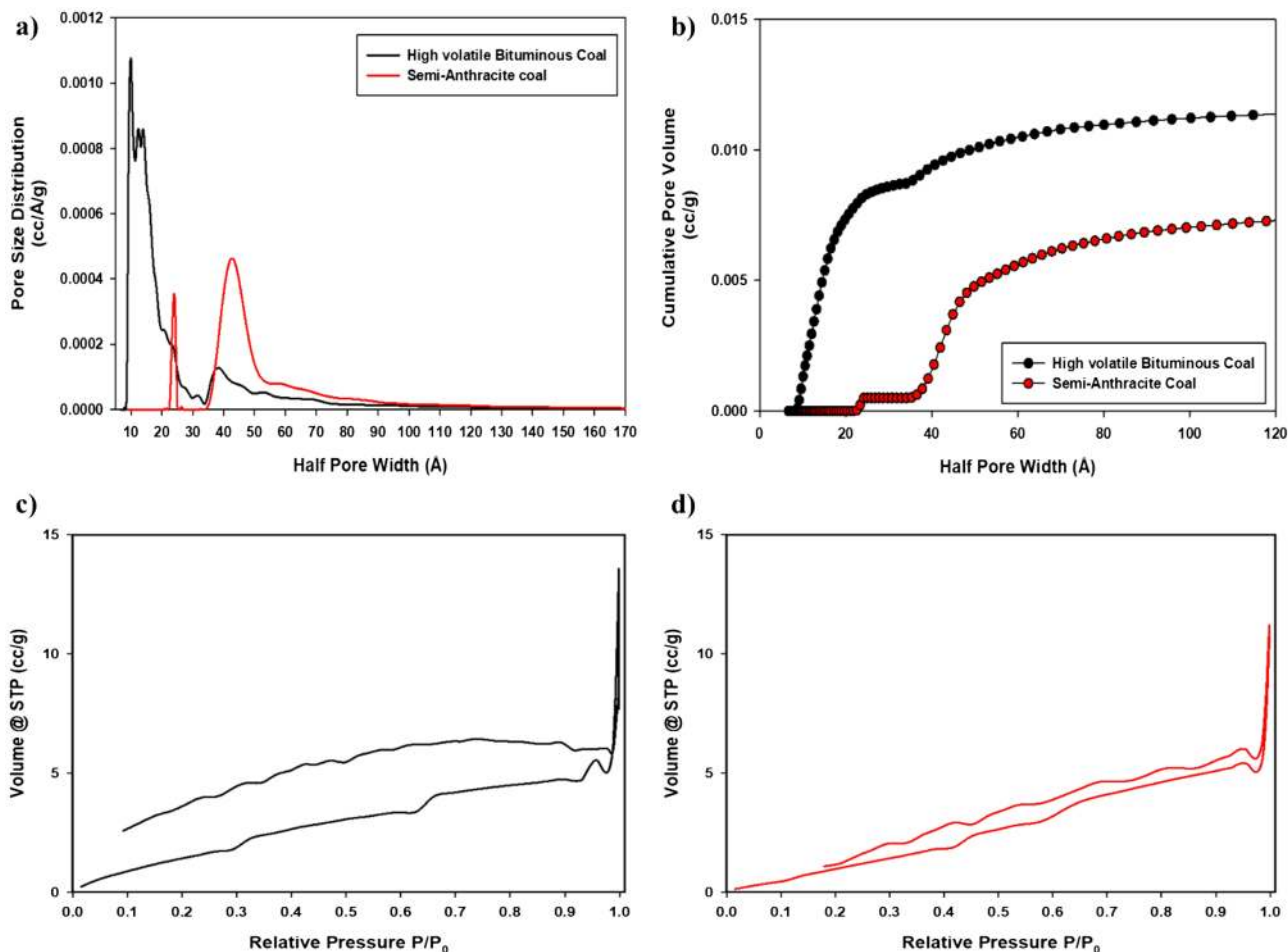 a)
0.0012
0.0010
0.0008
0.0006
0.0004
0.0002
0.0000
Pore Size Distribution
(cc/Å/g)
High volatile Bituminous Coal
Semi-Anthracite coal
10 20 30 40 50 60 70 80 90 100 110 120 130 140 150 160 170
Half Pore Width (Å)
b)
0.015
0.010
0.005
0.000
Cumulative Pore Volume
(cc/g)
High volatile Bituminous Coal
Semi-Anthracite Coal
0 20 40 60 80 100 120
Half Pore Width (Å)
c)
15
10
5
0
Volume @ STP (cc/g)
0.0 0.1 0.2 0.3 0.4 0.5 0.6 0.7 0.8 0.9 1.0
Relative Pressure P/P0
d)
15
10
5
0
Volume @ STP (cc/g)
0.0 0.1 0.2 0.3 0.4 0.5 0.6 0.7 0.8 0.9 1.0
Relative Pressure P/P0